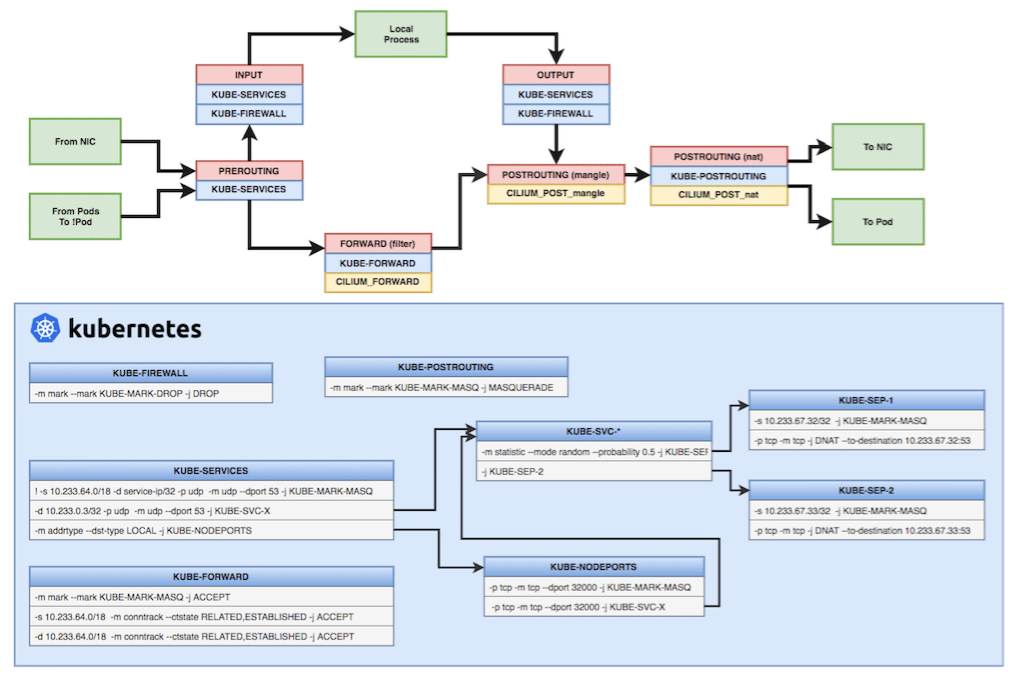 Local
Process
INPUT
KUBE-SERVICES
KUBE-FIREWALL
OUTPUT
KUBE-SERVICES
KUBE-FIREWALL
From NIC
From Pods
To !Pod
PREROUTING
KUBE-SERVICES
FORWARD (filter)
KUBE-FORWARD
CILIUM_FORWARD
POSTROUTING (mangle)
CILIUM_POST_mangle
POSTROUTING (nat)
KUBE-POSTROUTING
CILIUM_POST_nat
To NIC
To Pod
kubernetes
KUBE-FIREWALL
-m mark --mark KUBE-MARK-DROP -j DROP
KUBE-POSTROUTING
-m mark --mark KUBE-MARK-MASQ -j MASQUERADE
KUBE-SERVICES
! -s 10.233.64.0/18 -d service-ip/32 -p udp -m udp --dport 53 -j KUBE-MARK-MASQ
-d 10.233.0.3/32 -p udp -m udp --dport 53 -j KUBE-SVC-X
-m addrtype --dst-type LOCAL -j KUBE-NODEPORTS
KUBE-FORWARD
-m mark --mark KUBE-MARK-MASQ -j ACCEPT
-s 10.233.64.0/18 -m conntrack --ctstate RELATED,ESTABLISHED -j ACCEPT
-d 10.233.64.0/18 -m conntrack --ctstate RELATED,ESTABLISHED -j ACCEPT
KUBE-SVC-*
-m statistic --mode random --probability 0.5 -j KUBE-SEP
-j KUBE-SEP-2
KUBE-NODEPORTS
-p tcp -m tcp --dport 32000 -j KUBE-MARK-MASQ
-p tcp -m tcp --dport 32000 -j KUBE-SVC-X
KUBE-SEP-1
-s 10.233.67.32/32 -j KUBE-MARK-MASQ
-p tcp -m tcp -j DNAT --to-destination 10.233.67.32:53
KUBE-SEP-2
-s 10.233.67.33/32 -j KUBE-MARK-MASQ
-p tcp -m tcp -j DNAT --to-destination 10.233.67.33:53